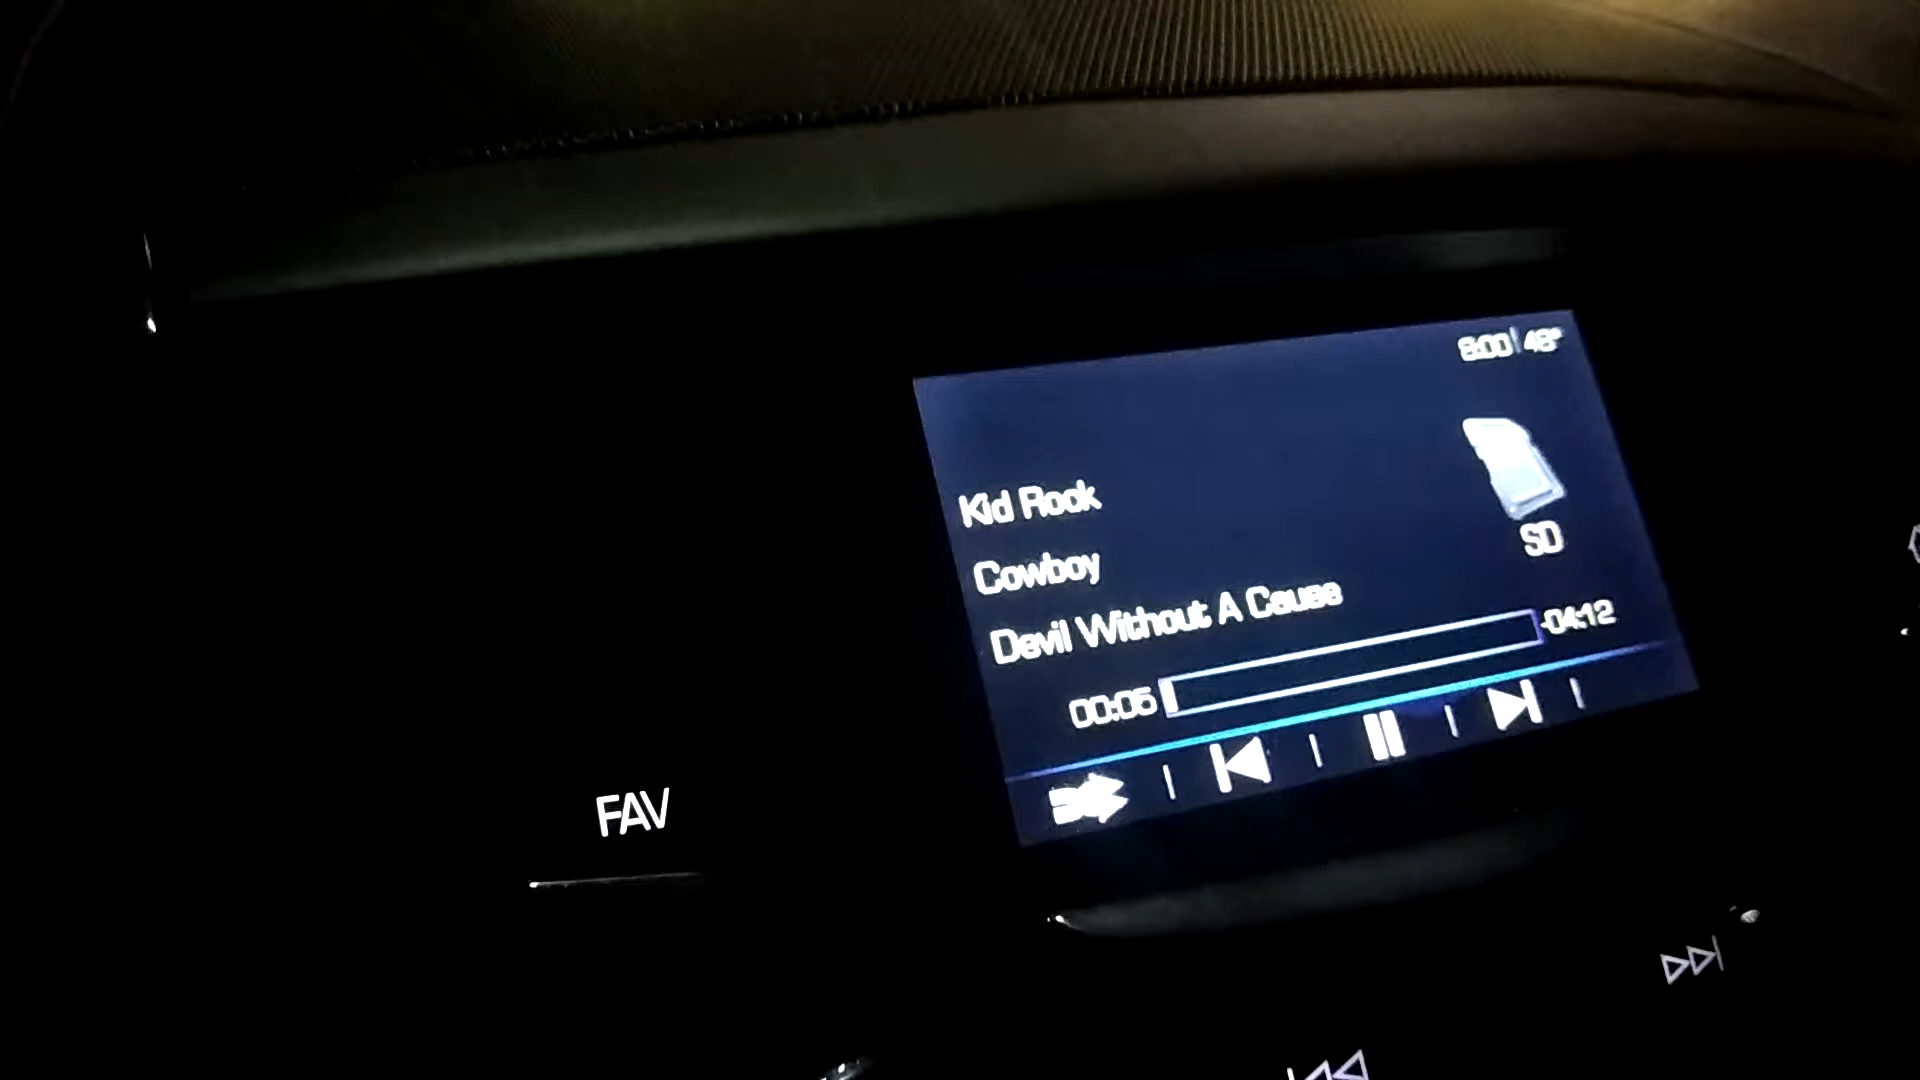 8:00 48°
Kid Rock
SD
Cowboy
Devil Without A Cause
00:05 -04:12
FAV